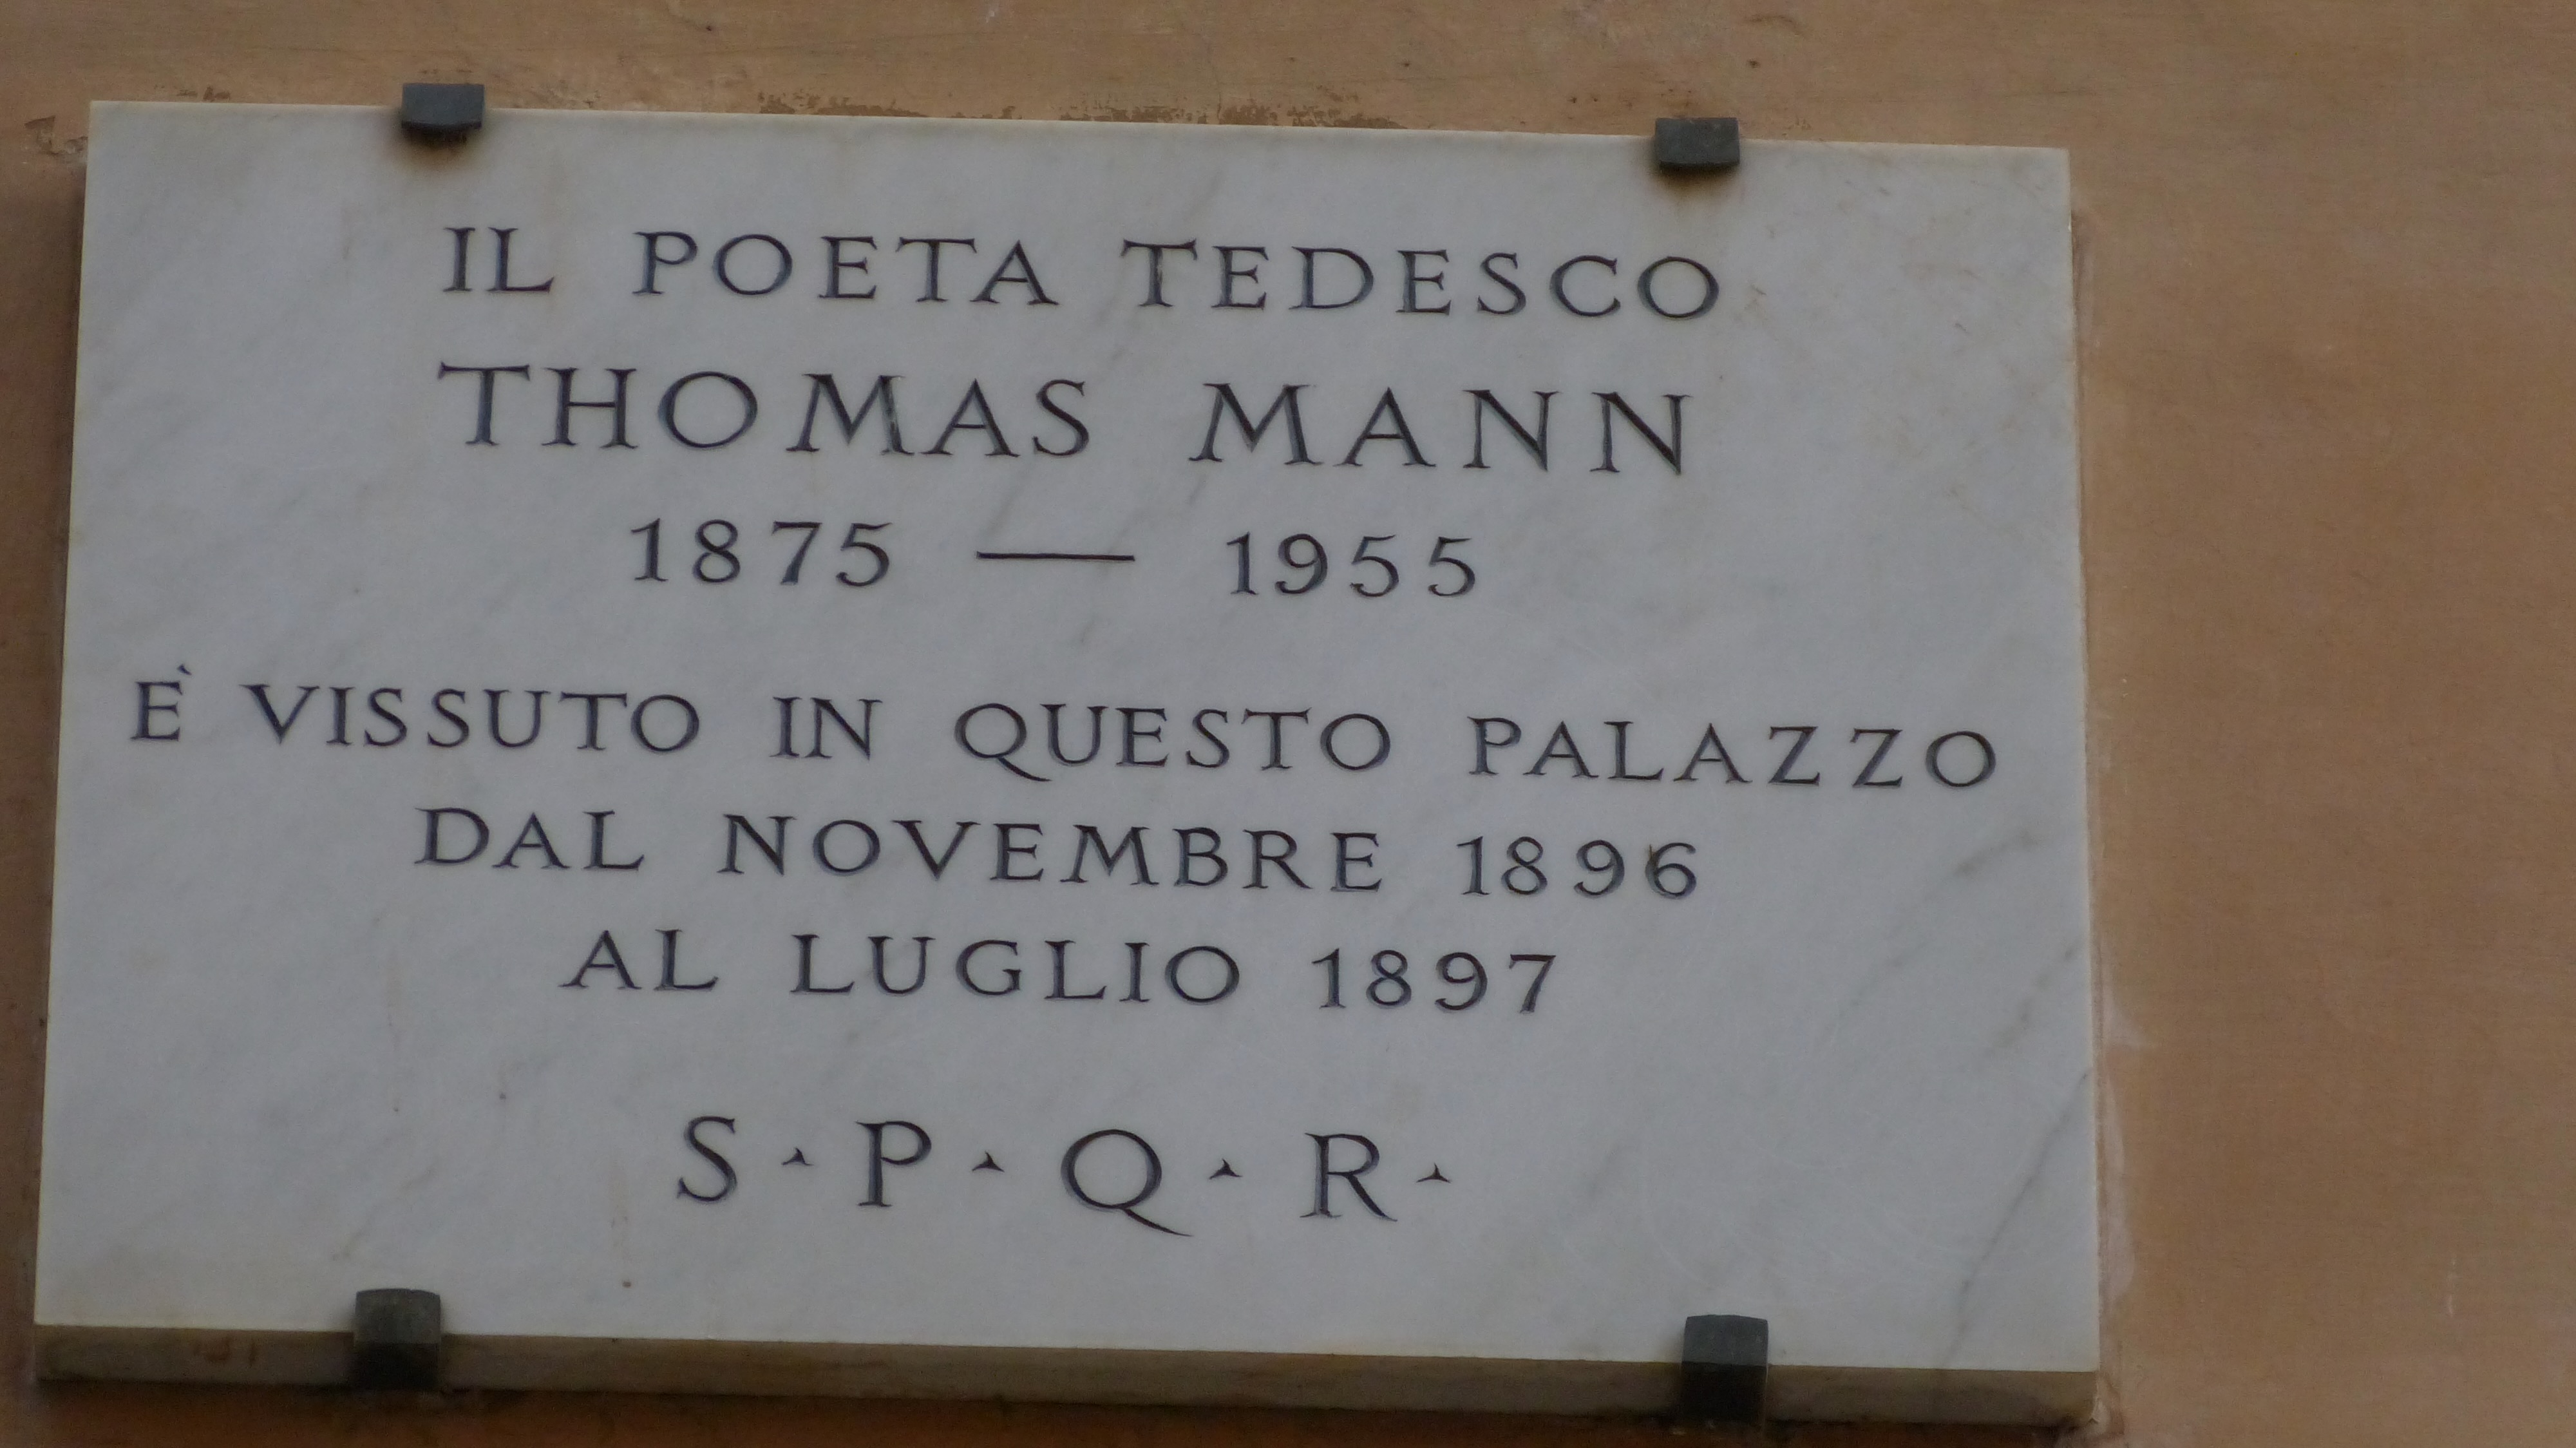 IL POETA TEDESCO
THOMAS MANN
1875 — 1955
È VISSUTO IN QUESTO PALAZZO
DAL NOVEMBRE 1896
AL LUGLIO 1897
S · P · Q · R ·